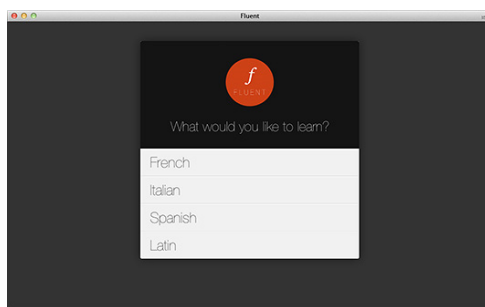 Fluent
f
FLUENT
What would you like to learn?
French
Italian
Spanish
Latin